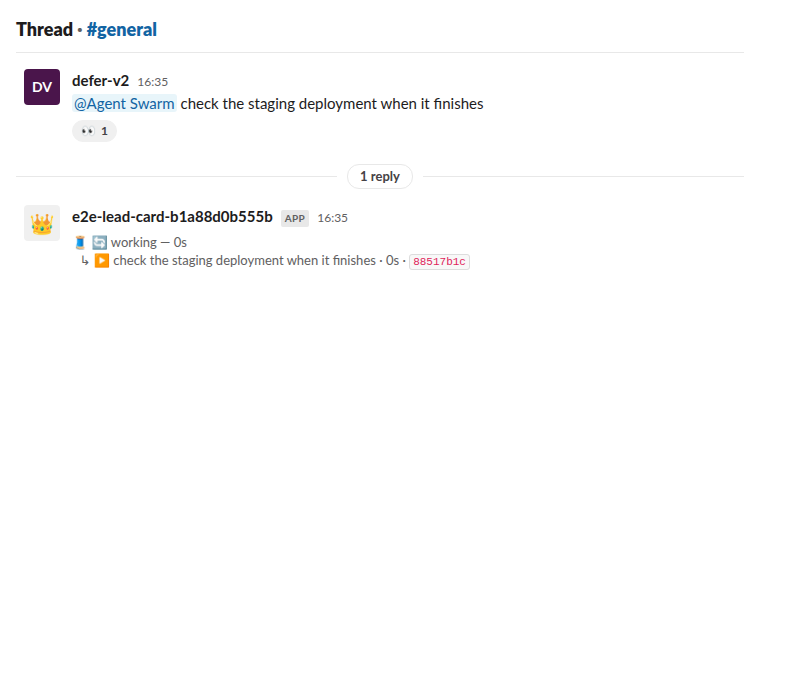 Thread • #general
DV
defer-v2 16:35
@Agent Swarm check the staging deployment when it finishes
👀 1
1 reply
e2e-lead-card-b1a88d0b555b APP 16:35
🧵 🔄 working — 0s
↳ ▶️ check the staging deployment when it finishes · 0s · 88517b1c